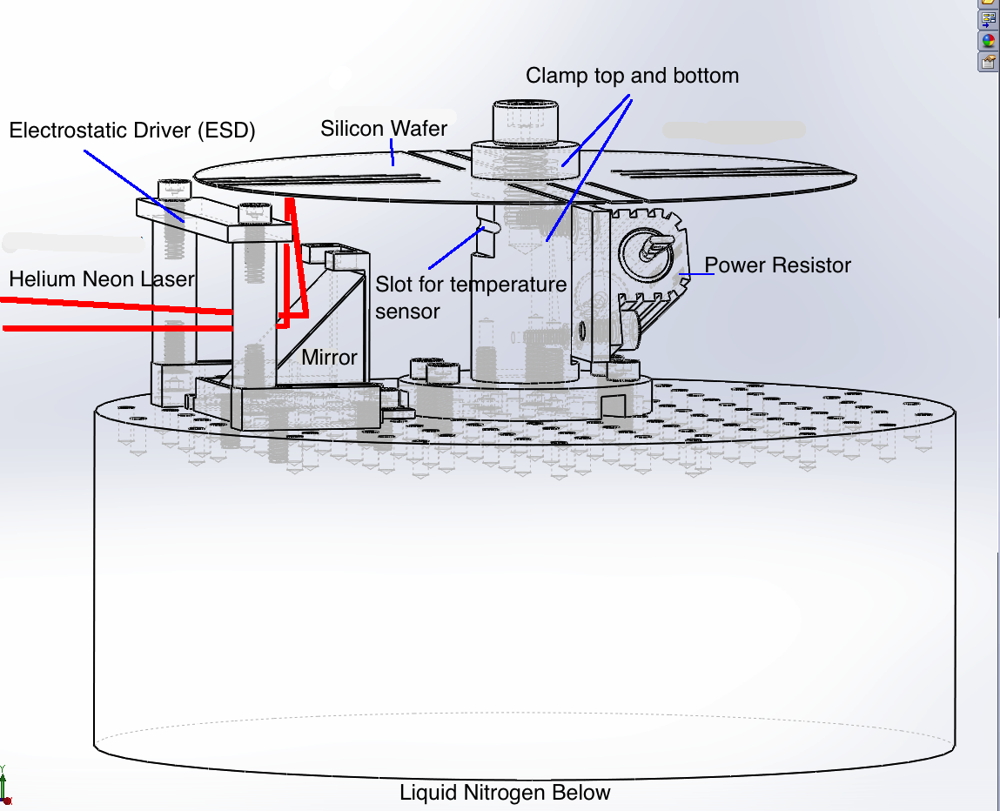 Clamp top and bottom
Electrostatic Driver (ESD)
Silicon Wafer
Helium Neon Laser
Slot for temperature
sensor
Power Resistor
Mirror
Liquid Nitrogen Below
Y